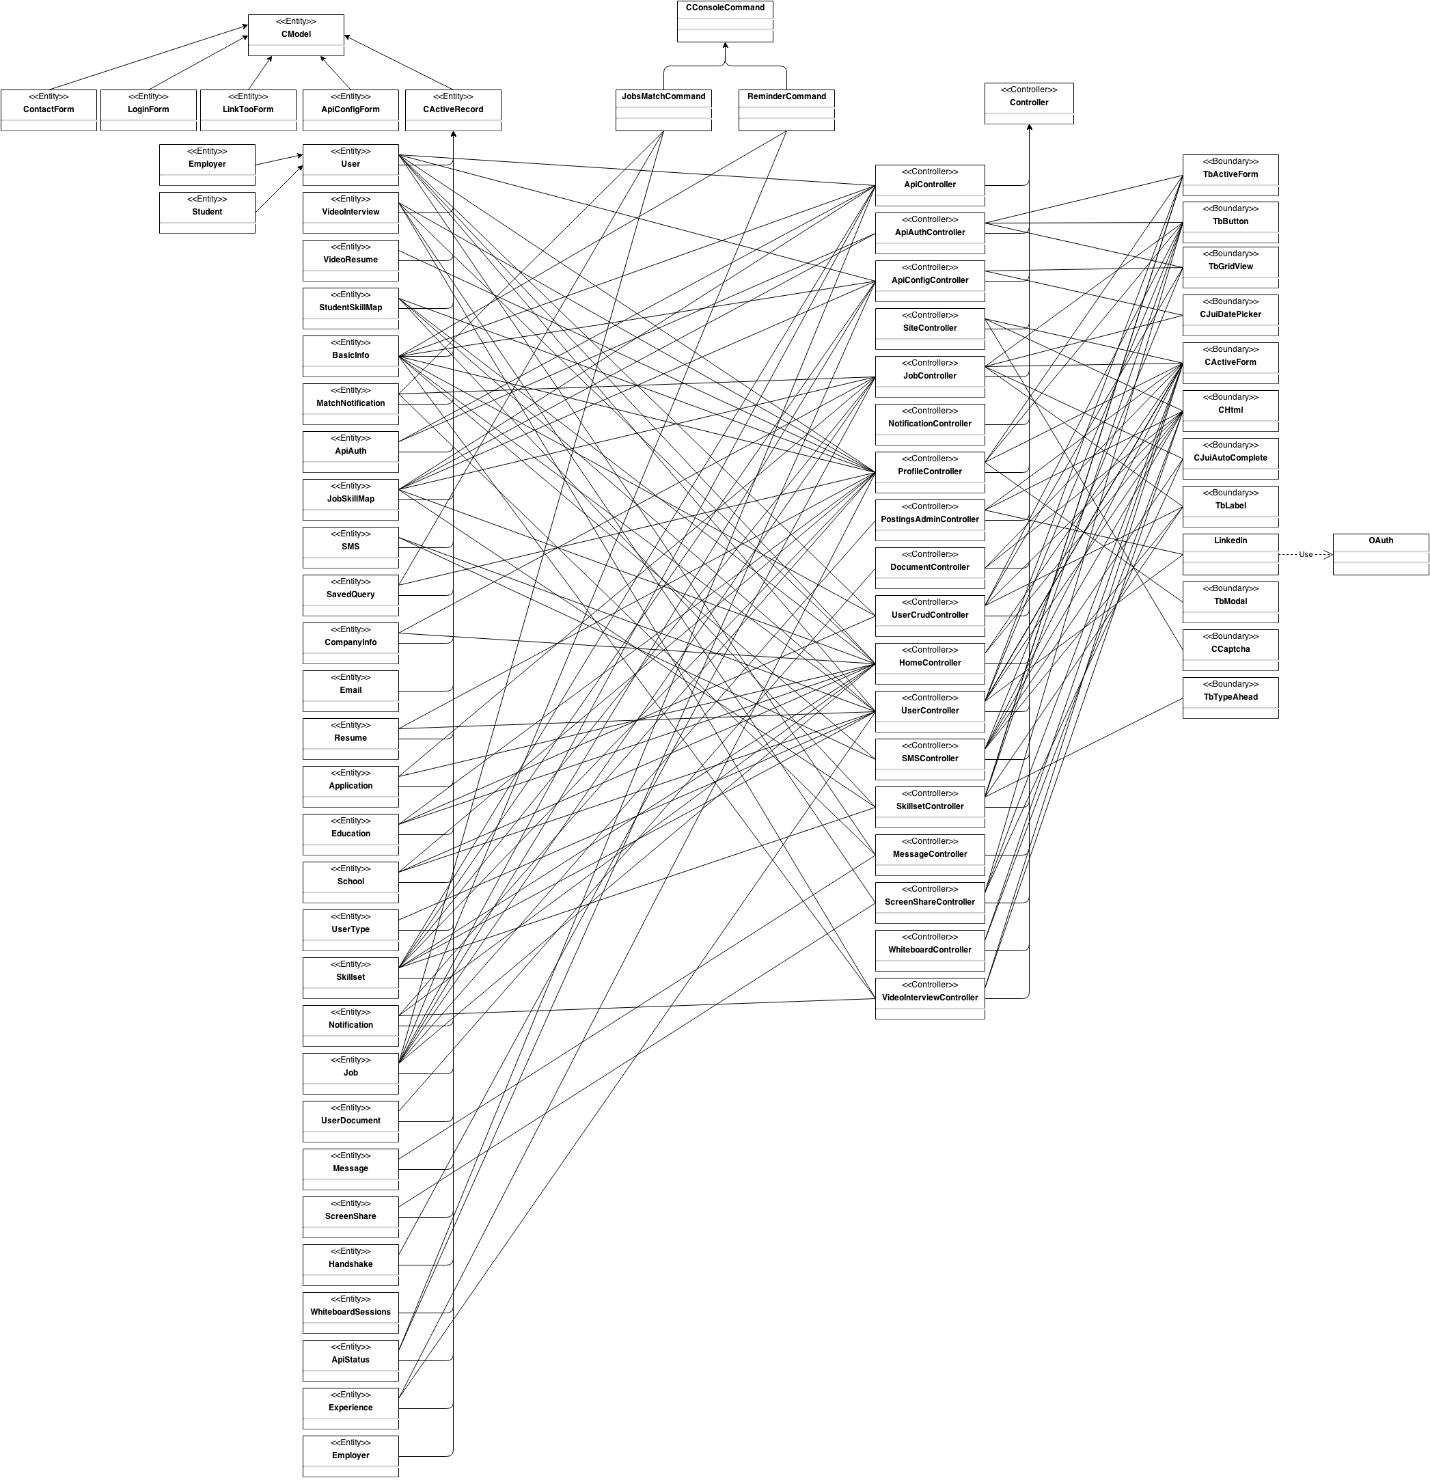 CConsoleCommand
<<Entity>>
CModel
<<Entity>>
ContactForm
<<Entity>>
LoginForm
<<Entity>>
LinkTooForm
<<Entity>>
ApiConfigForm
<<Entity>>
CActiveRecord
JobsMatchCommand
ReminderCommand
<<Controller>>
Controller
<<Entity>>
Employer
<<Entity>>
Student
<<Entity>>
User
<<Entity>>
VideoInterview
<<Entity>>
VideoResume
<<Entity>>
StudentSkillMap
<<Entity>>
BasicInfo
<<Entity>>
MatchNotification
<<Entity>>
ApiAuth
<<Entity>>
JobSkillMap
<<Entity>>
SMS
<<Entity>>
SavedQuery
<<Entity>>
CompanyInfo
<<Entity>>
Email
<<Entity>>
Resume
<<Entity>>
Application
<<Entity>>
Education
<<Entity>>
School
<<Entity>>
UserType
<<Entity>>
Skillset
<<Entity>>
Notification
<<Entity>>
Job
<<Entity>>
UserDocument
<<Entity>>
Message
<<Entity>>
ScreenShare
<<Entity>>
Handshake
<<Entity>>
WhiteboardSessions
<<Entity>>
ApiStatus
<<Entity>>
Experience
<<Entity>>
Employer
<<Controller>>
ApiController
<<Controller>>
ApiAuthController
<<Controller>>
ApiConfigController
<<Controller>>
SiteController
<<Controller>>
JobController
<<Controller>>
NotificationController
<<Controller>>
ProfileController
<<Controller>>
PostingsAdminController
<<Controller>>
DocumentController
<<Controller>>
UserCrudController
<<Controller>>
HomeController
<<Controller>>
UserController
<<Controller>>
SMSController
<<Controller>>
SkillsetController
<<Controller>>
MessageController
<<Controller>>
ScreenShareController
<<Controller>>
WhiteboardController
<<Controller>>
VideoInterviewController
<<Boundary>>
TbActiveForm
<<Boundary>>
TbButton
<<Boundary>>
TbGridView
<<Boundary>>
CJuiDatePicker
<<Boundary>>
CActiveForm
<<Boundary>>
CHtml
<<Boundary>>
CJuiAutoComplete
<<Boundary>>
TbLabel
Linkedin
Use
OAuth
<<Boundary>>
TbModal
<<Boundary>>
CCaptcha
<<Boundary>>
TbTypeAhead